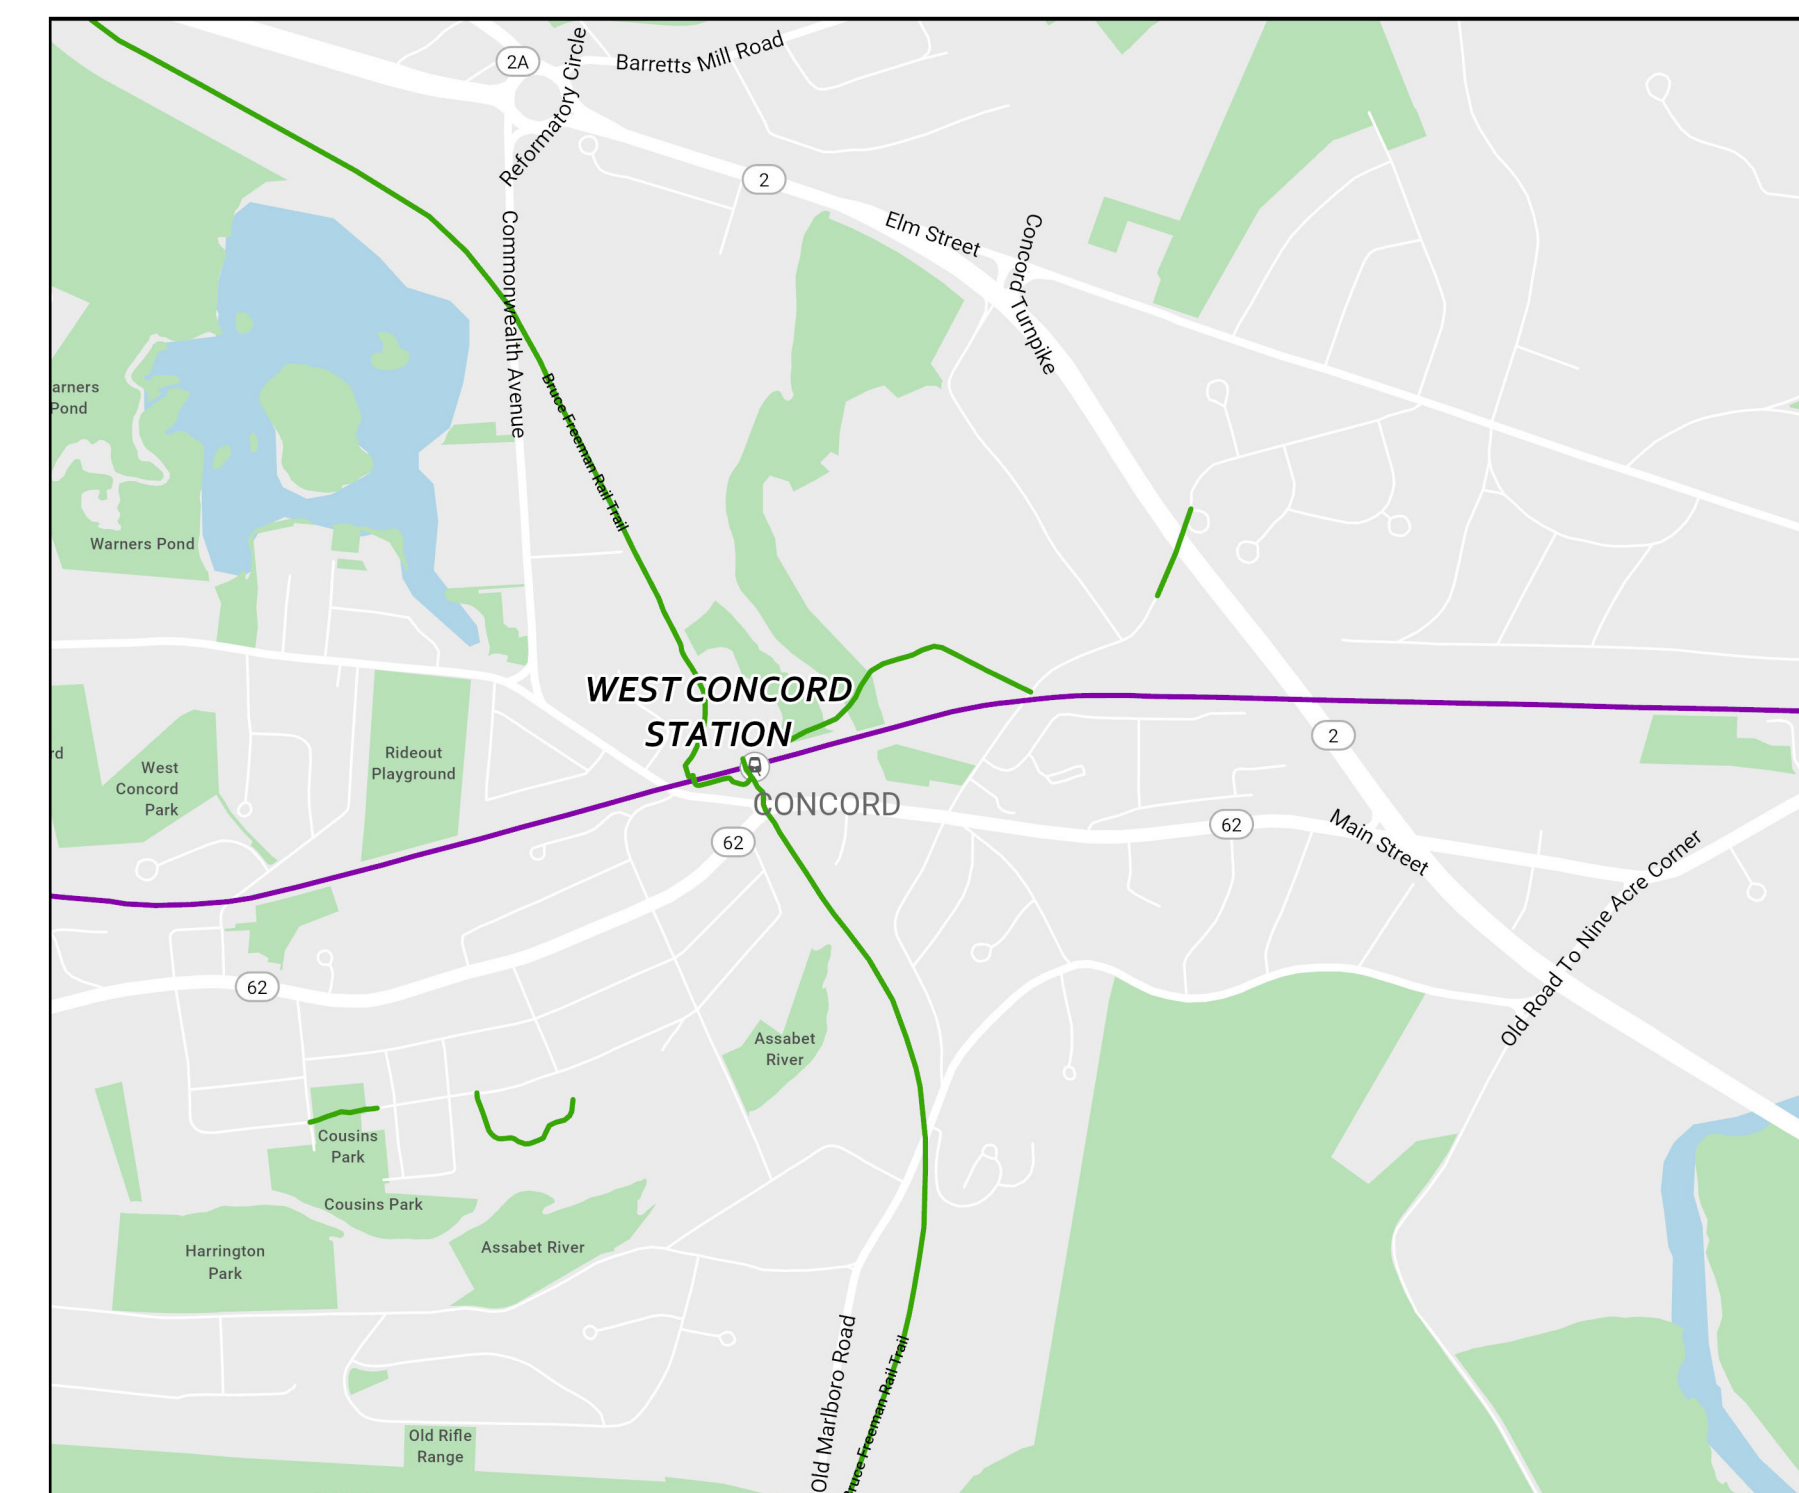 Barretts Mill Road
2A
Reformatory Circle
2
Elm Street
Concord Turnpike
Commonwealth Avenue
Bruce Freeman Rail Trail
arners
Pond
Warners Pond
WEST CONCORD
STATION
rd
West
Concord
Park
Rideout
Playground
2
CONCORD
62
62
Main Street
Old Road To Nine Acre Corner
62
Assabet
River
Cousins
Park
Cousins Park
Harrington
Park
Assabet River
Old Marlboro Road
ruce Freeman Rail Trail
Old Rifle
Range